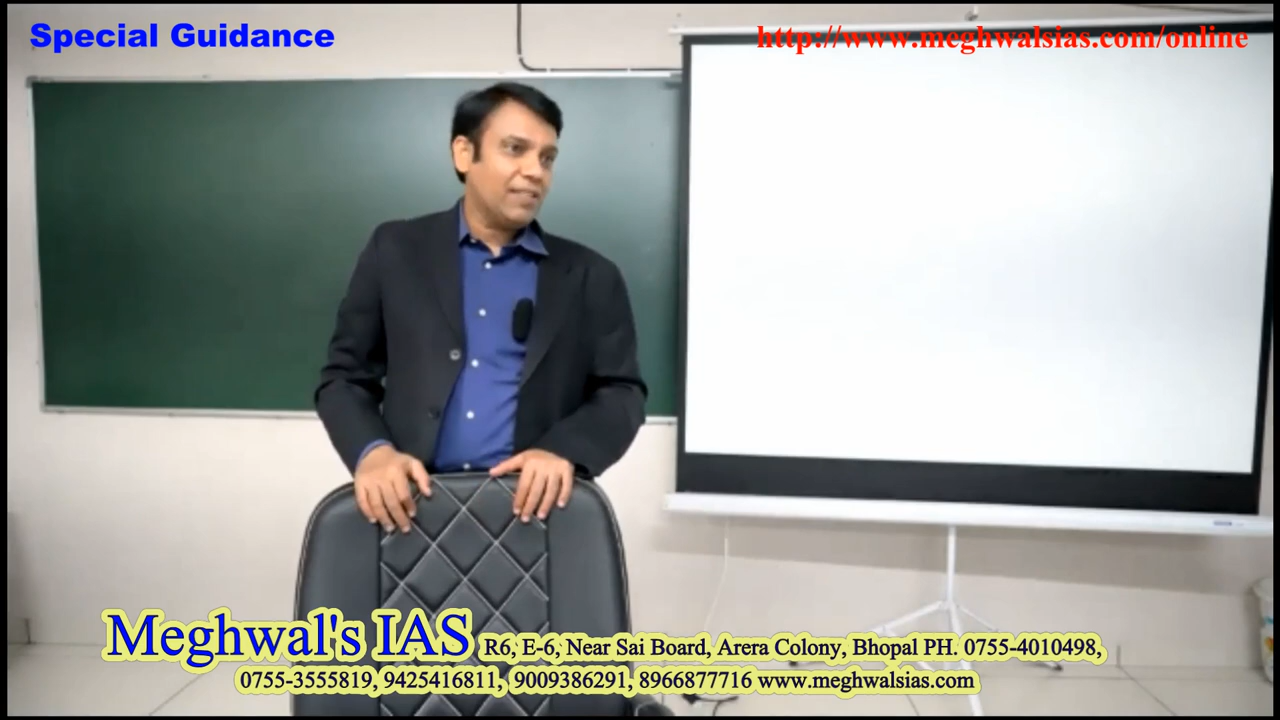 Special Guidance
http://www.meghwalsias.com/online
Meghwal's IAS R6, E-6, Near Sai Board, Arera Colony, Bhopal PH. 0755-4010498,
0755-3555819, 9425416811, 9009386291, 8966877716 www.meghwalsias.com